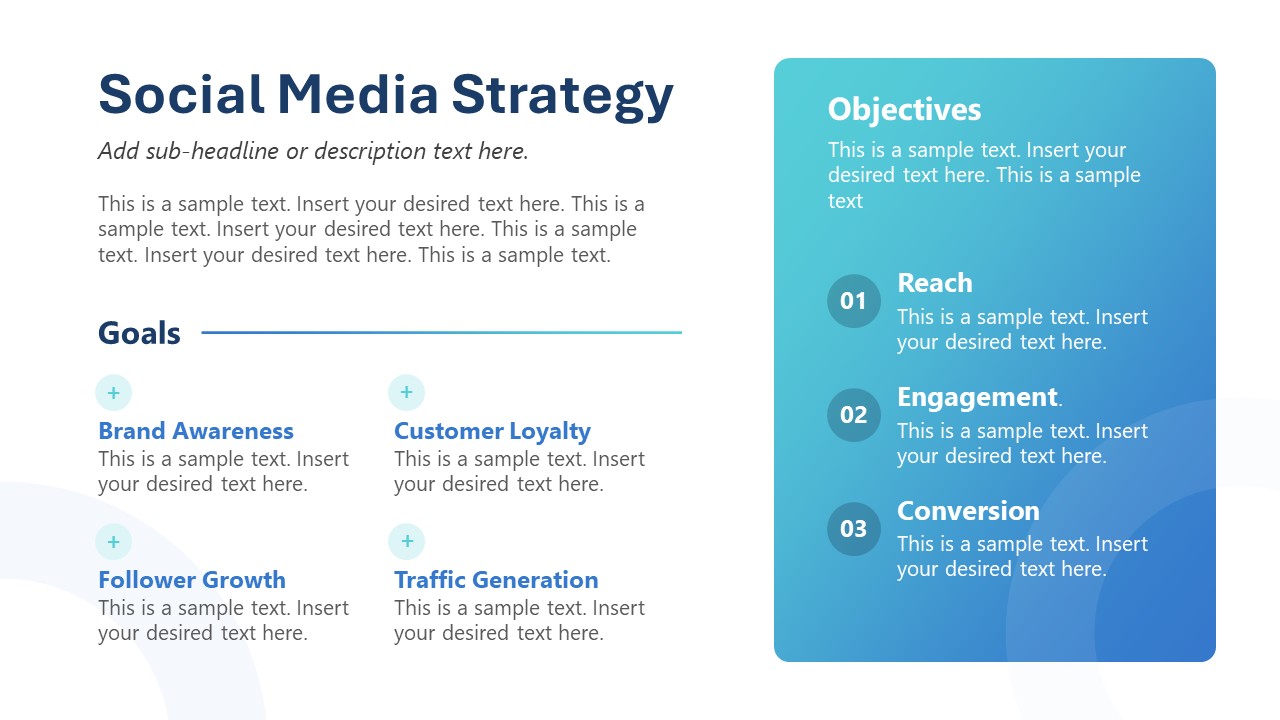 Social Media Strategy
Add sub-headline or description text here.
This is a sample text. Insert your desired text here. This is a
sample text. Insert your desired text here. This is a sample
text. Insert your desired text here. This is a sample text.
Goals
+
Brand Awareness
This is a sample text. Insert
your desired text here.
+
Customer Loyalty
This is a sample text. Insert
your desired text here.
+
Follower Growth
This is a sample text. Insert
your desired text here.
+
Traffic Generation
This is a sample text. Insert
your desired text here.
Objectives
This is a sample text. Insert your
desired text here. This is a sample
text
01
Reach
This is a sample text. Insert
your desired text here.
02
Engagement.
This is a sample text. Insert
your desired text here.
03
Conversion
This is a sample text. Insert
your desired text here.